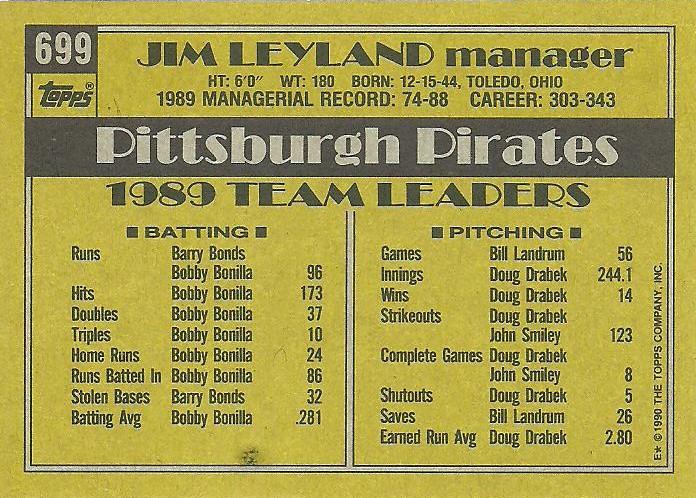 699
Topps®
JIM LEYLAND manager
HT: 6'0" WT: 180 BORN: 12-15-44, TOLEDO, OHIO
1989 MANAGERIAL RECORD: 74-88 CAREER: 303-343
Pittsburgh Pirates
1989 TEAM LEADERS
BATTING
Runs Barry Bonds
Bobby Bonilla 96
Hits Bobby Bonilla 173
Doubles Bobby Bonilla 37
Triples Bobby Bonilla 10
Home Runs Bobby Bonilla 24
Runs Batted In Bobby Bonilla 86
Stolen Bases Barry Bonds 32
Batting Avg Bobby Bonilla .281
PITCHING
Games Bill Landrum 56
Innings Doug Drabek 244.1
Wins Doug Drabek 14
Strikeouts Doug Drabek
John Smiley 123
Complete Games Doug Drabek
John Smiley 8
Shutouts Doug Drabek 5
Saves Bill Landrum 26
Earned Run Avg Doug Drabek 2.80
E* © 1990 THE TOPPS COMPANY, INC.